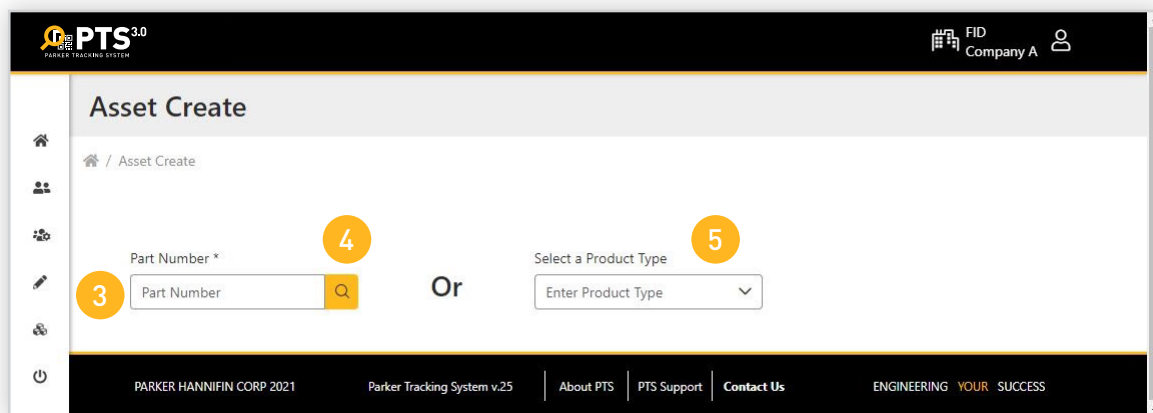 PTS 3.0
PARKER TRACKING SYSTEM
FID
Company A
Asset Create
/ Asset Create
4
5
Part Number *
Select a Product Type
3
Part Number
Or
Enter Product Type
PARKER HANNIFIN CORP 2021
Parker Tracking System v.25
About PTS
PTS Support
Contact Us
ENGINEERING YOUR SUCCESS